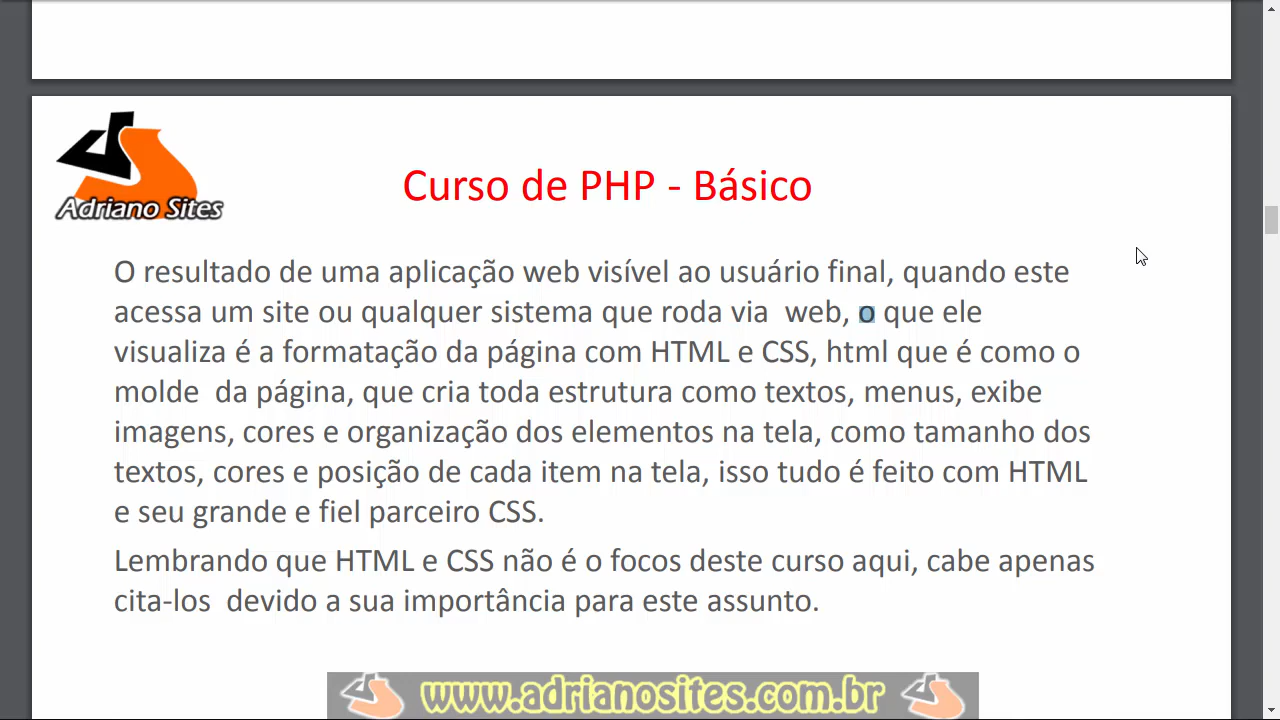 Adriano Sites
Curso de PHP - Básico
O resultado de uma aplicação web visível ao usuário final, quando este
acessa um site ou qualquer sistema que roda via  web, o que ele
visualiza é a formatação da página com HTML e CSS, html que é como o
molde  da página, que cria toda estrutura como textos, menus, exibe
imagens, cores e organização dos elementos na tela, como tamanho dos
textos, cores e posição de cada item na tela, isso tudo é feito com HTML
e seu grande e fiel parceiro CSS.
Lembrando que HTML e CSS não é o focos deste curso aqui, cabe apenas
cita-los  devido a sua importância para este assunto.
www.adrianosites.com.br